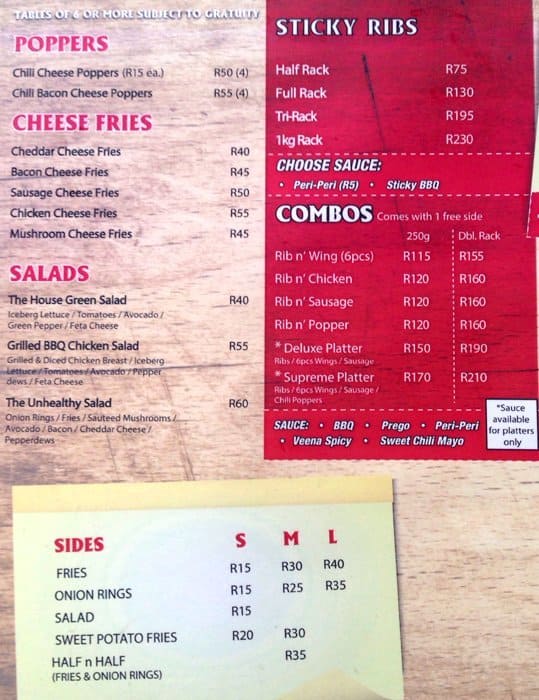 TABLES OF 6 OR MORE SUBJECT TO GRATUITY
POPPERS
Chili Cheese Poppers (R15 ea.) R50 (4)
Chili Bacon Cheese Poppers R55 (4)
CHEESE FRIES
Cheddar Cheese Fries R40
Bacon Cheese Fries R45
Sausage Cheese Fries R50
Chicken Cheese Fries R55
Mushroom Cheese Fries R45
SALADS
The House Green Salad R40
Iceberg Lettuce / Tomatoes / Avocado /
Green Pepper / Feta Cheese
Grilled BBQ Chicken Salad R55
Grilled & Diced Chicken Breast / Iceberg
Lettuce / Tomatoes / Avocado / Pepper
dews / Feta Cheese
The Unhealthy Salad R60
Onion Rings / Fries / Sauteed Mushrooms /
Avocado / Bacon / Cheddar Cheese /
Pepperdews
STICKY RIBS
Half Rack R75
Full Rack R130
Tri-Rack R195
1kg Rack R230
CHOOSE SAUCE:
• Peri-Peri (R5) • Sticky BBQ
COMBOS Comes with 1 free side
250g Dbl. Rack
Rib n' Wing (6pcs) R115 R155
Rib n' Chicken R120 R160
Rib n' Sausage R120 R160
Rib n' Popper R120 R160
* Deluxe Platter R150 R190
Ribs / 6pcs Wings / Sausage
* Supreme Platter R170 R210
Ribs / 6pcs Wings / Sausage /
Chili Poppers
SAUCE: • BBQ • Prego • Peri-Peri
• Veena Spicy • Sweet Chili Mayo
*Sauce
available
for platters
only
SIDES S M L
FRIES R15 R30 R40
ONION RINGS R15 R25 R35
SALAD R15
SWEET POTATO FRIES R20 R30
HALF n HALF R35
(FRIES & ONION RINGS)